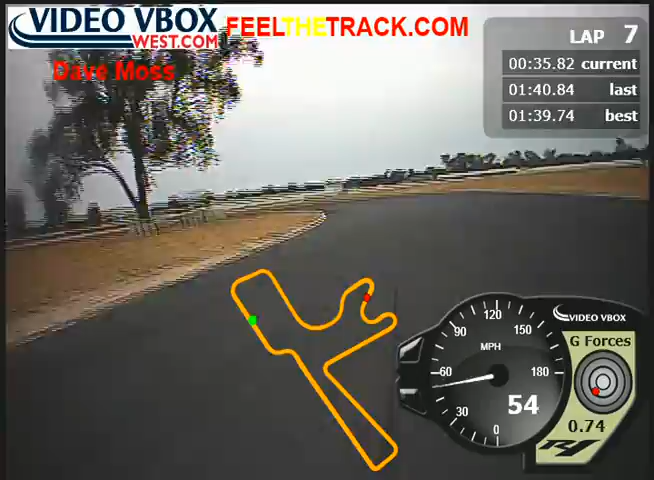 VIDEO VBOX
WEST.COM
FEELTHETRACK.COM
Dave Moss
LAP 7
00:35.82 current
01:40.84 last
01:39.74 best
VIDEO VBOX
G Forces
0.74
R1
MPH
0
30
60
90
120
150
180
54